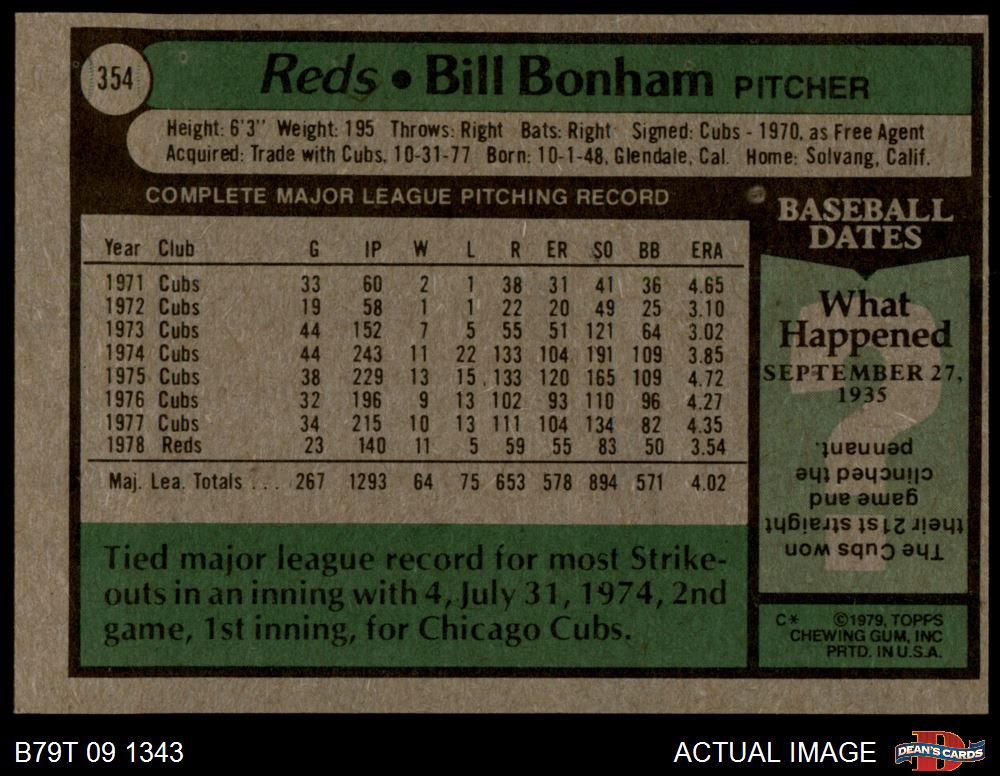 354
Reds • Bill Bonham PITCHER
Height: 6'3'' Weight: 195 Throws: Right Bats: Right Signed: Cubs - 1970, as Free Agent
Acquired: Trade with Cubs, 10-31-77 Born: 10-1-48, Glendale, Cal. Home: Solvang, Calif.
COMPLETE MAJOR LEAGUE PITCHING RECORD
Year Club G IP W L R ER SO BB ERA
1971 Cubs 33 60 2 1 38 31 41 36 4.65
1972 Cubs 19 58 1 1 22 20 49 25 3.10
1973 Cubs 44 152 7 5 55 51 121 64 3.02
1974 Cubs 44 243 11 22 133 104 191 109 3.85
1975 Cubs 38 229 13 15 133 120 165 109 4.72
1976 Cubs 32 196 9 13 102 93 110 96 4.27
1977 Cubs 34 215 10 13 111 104 134 82 4.35
1978 Reds 23 140 11 5 59 55 83 50 3.54
Maj. Lea. Totals ... 267 1293 64 75 653 578 894 571 4.02
Tied major league record for most Strike-
outs in an inning with 4, July 31, 1974, 2nd
game, 1st inning, for Chicago Cubs.
BASEBALL
DATES
What
Happened
SEPTEMBER 27,
1935
The Cubs won
their 21st straight
game and
clinched the
pennant.
C* ©1979, TOPPS
CHEWING GUM, INC
PRTD. IN U.S.A.
B79T 09 1343
ACTUAL IMAGE
D
DEAN'S CARDS